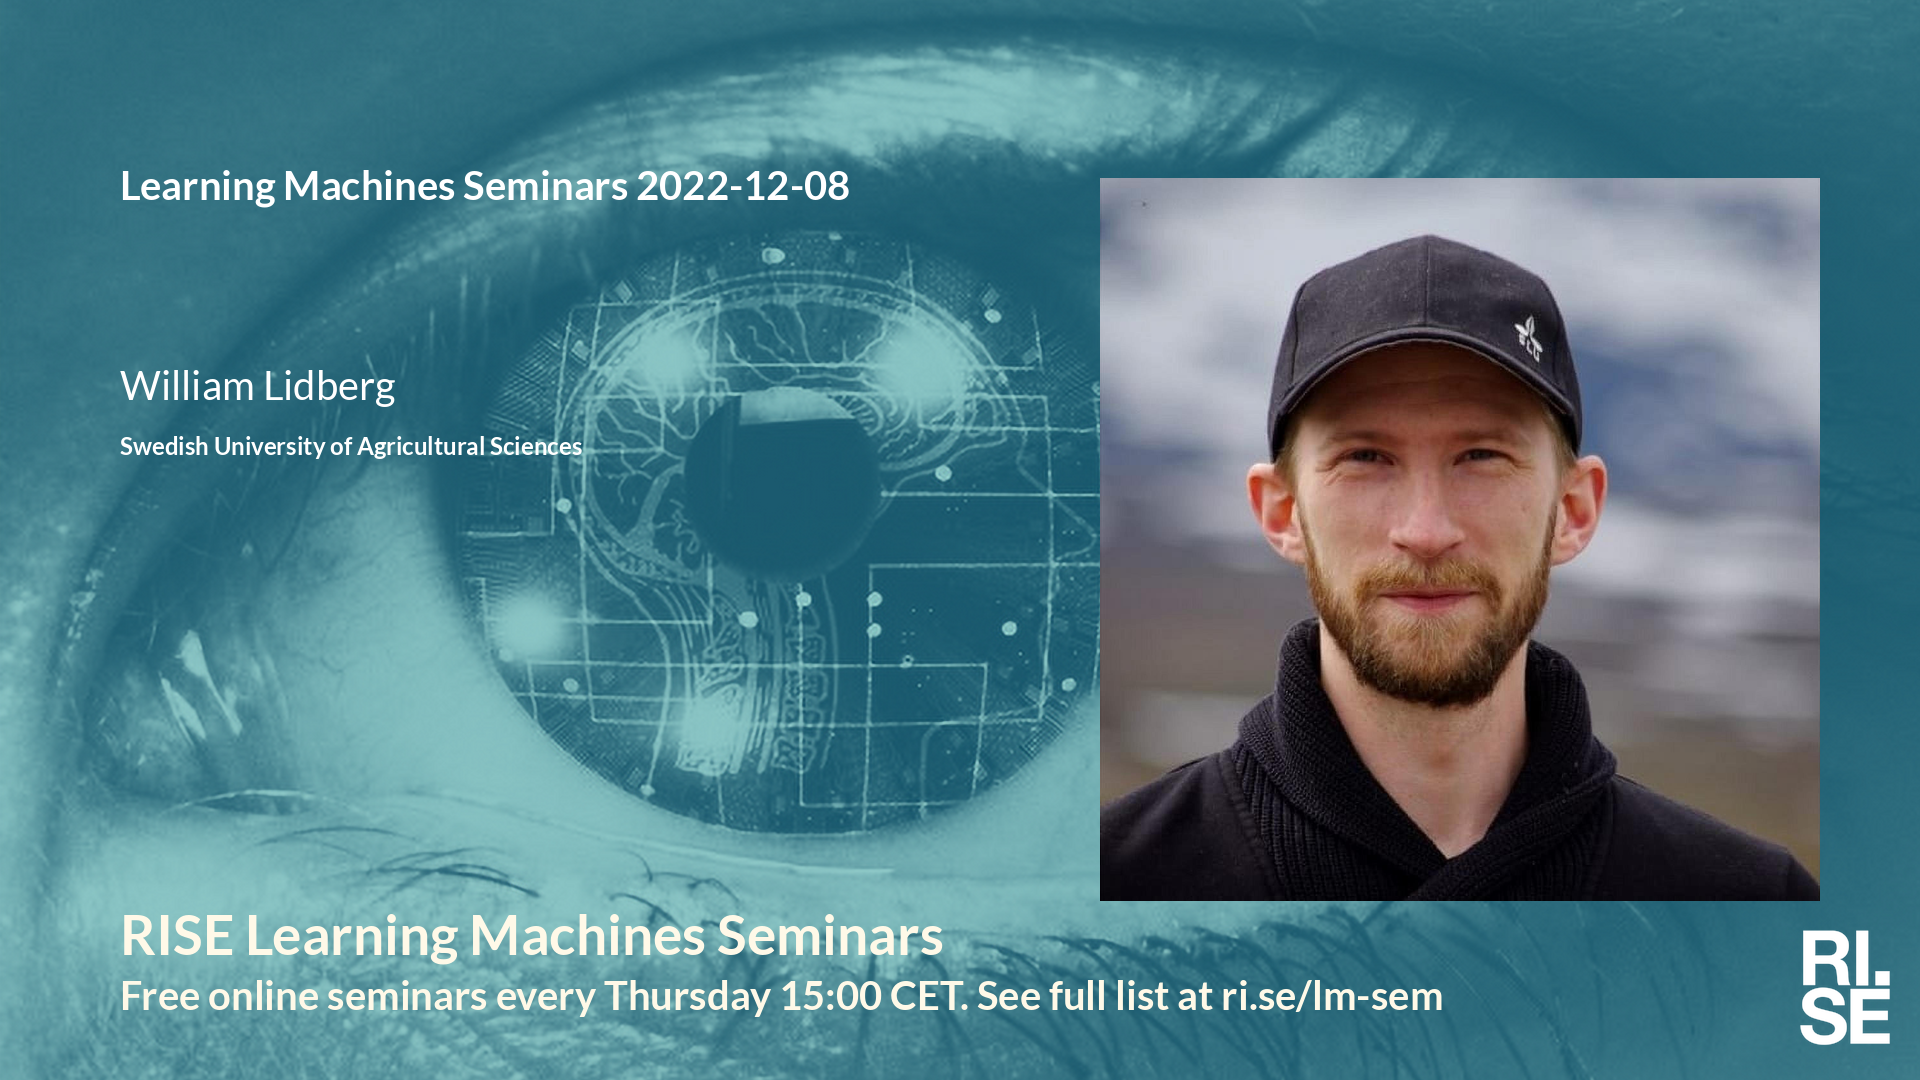 Learning Machines Seminars 2022-12-08
William Lidberg
Swedish University of Agricultural Sciences
SLU
RISE Learning Machines Seminars
Free online seminars every Thursday 15:00 CET. See full list at ri.se/lm-sem
RI.
SE